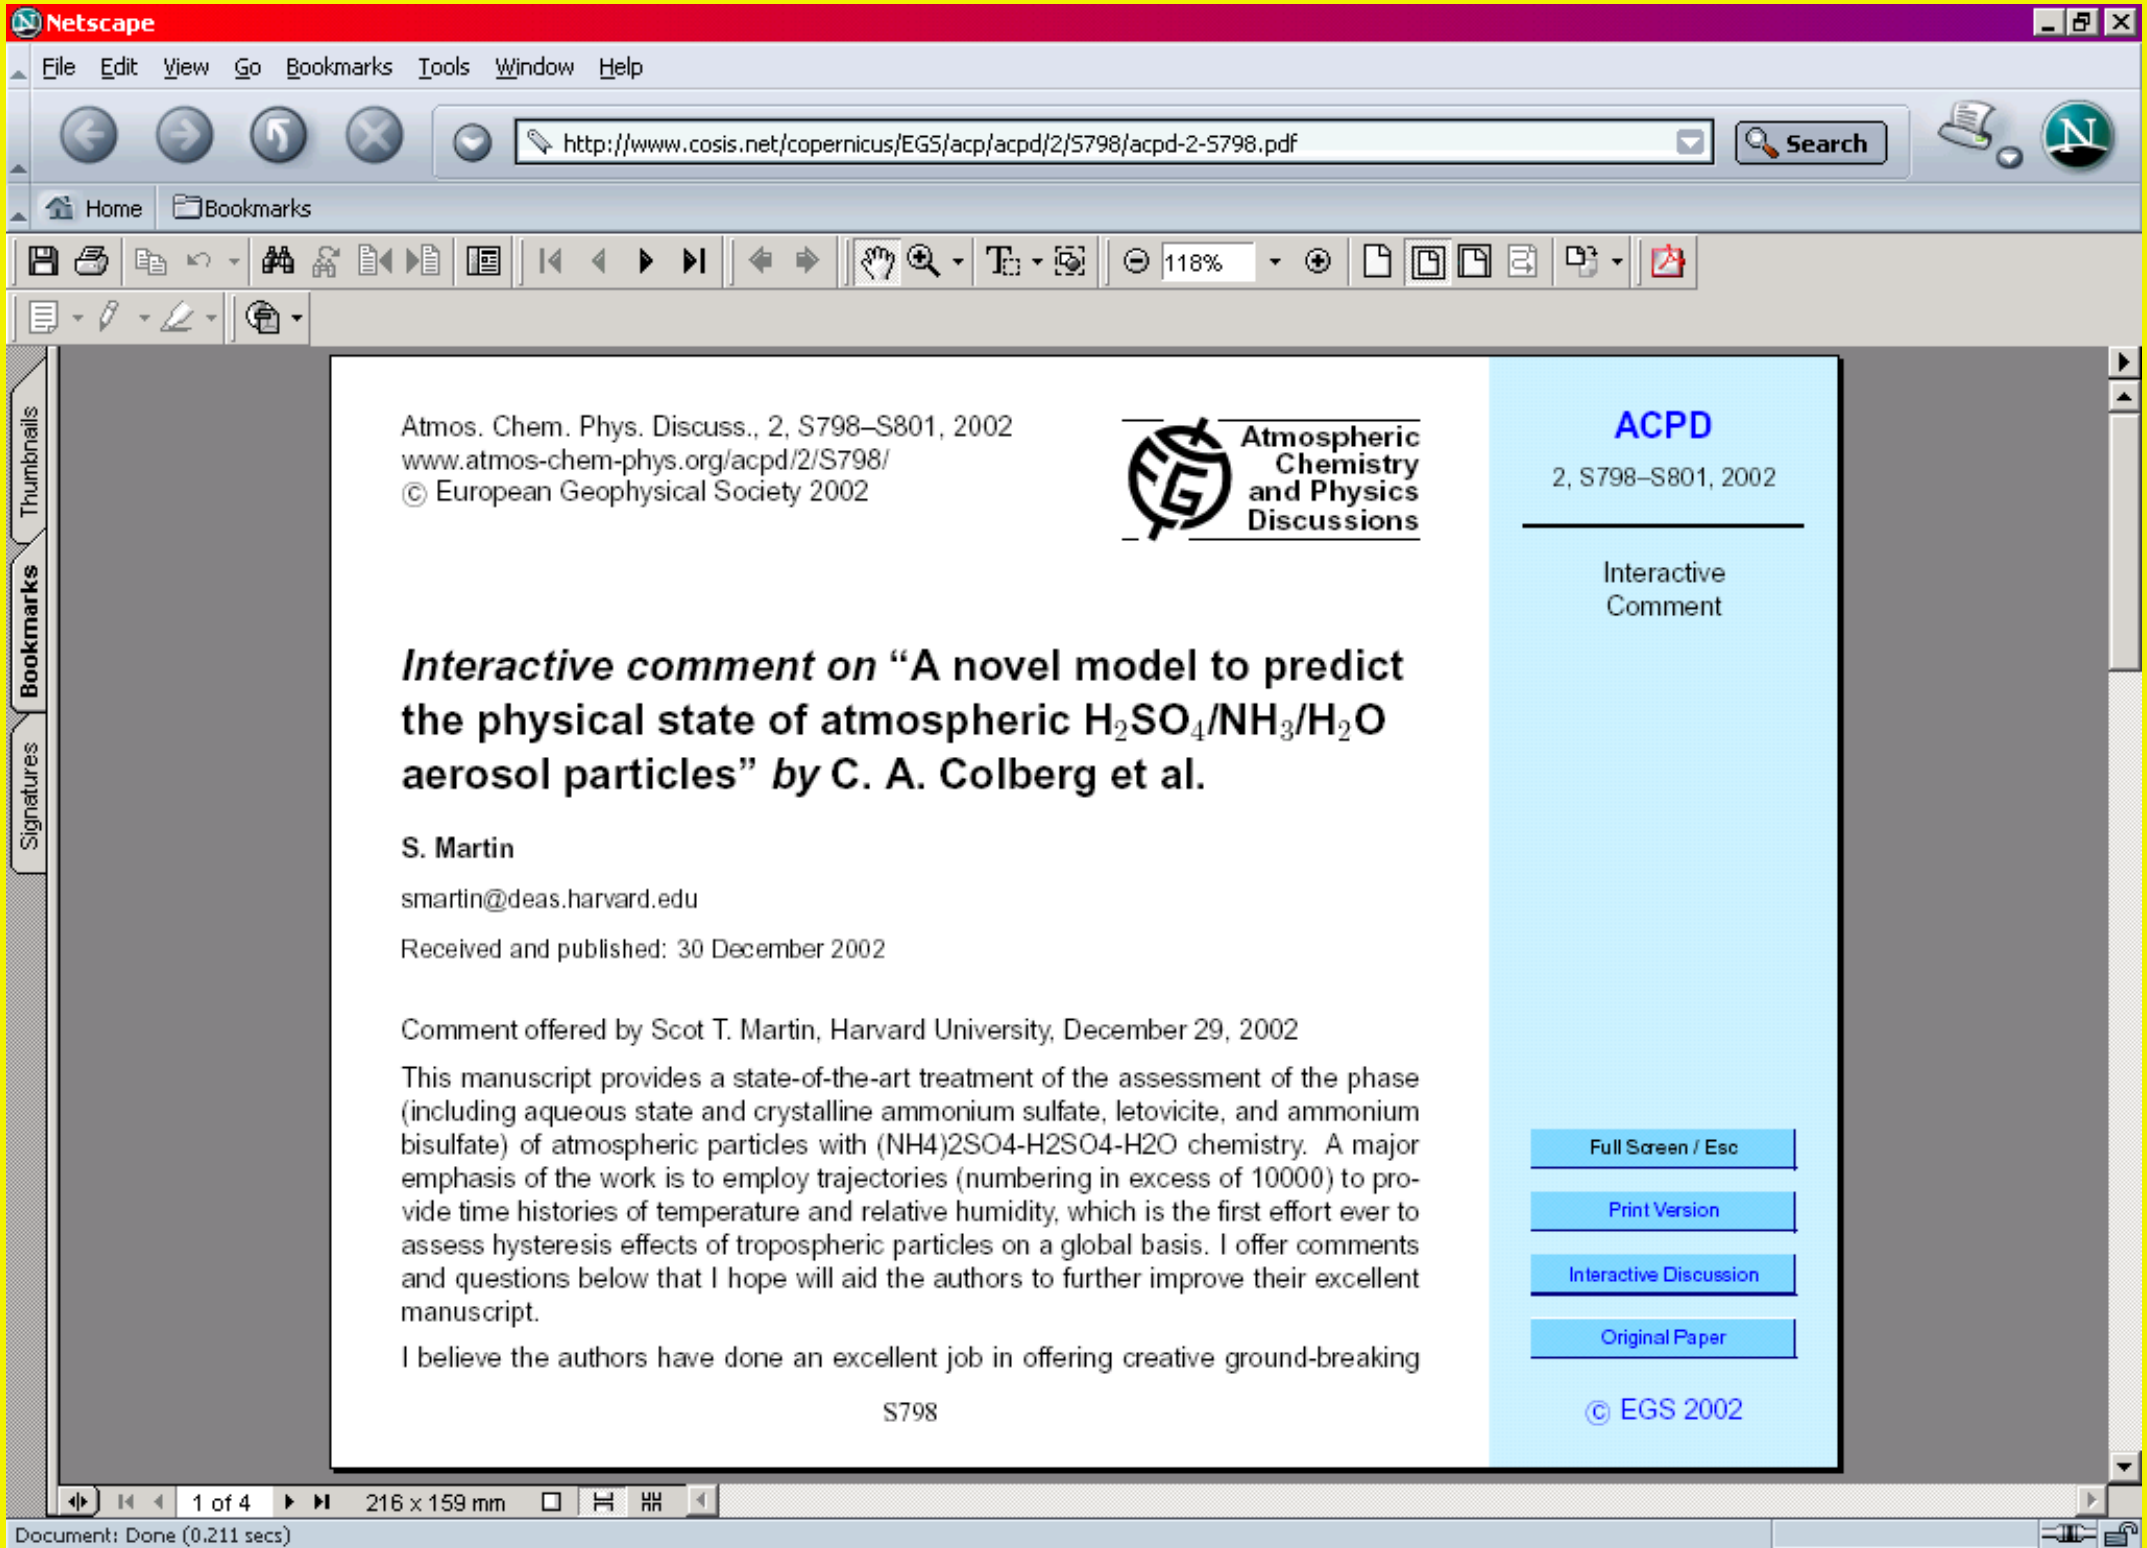 Netscape
File Edit View Go Bookmarks Tools Window Help
http://www.cosis.net/copernicus/EGS/acp/acpd/2/S798/acpd-2-S798.pdf
Search
N
Home Bookmarks
118%
Thumbnails
Bookmarks
Signatures
Atmos. Chem. Phys. Discuss., 2, S798–S801, 2002
www.atmos-chem-phys.org/acpd/2/S798/
© European Geophysical Society 2002
EGS
Atmospheric
Chemistry
and Physics
Discussions
Interactive comment on “A novel model to predict
the physical state of atmospheric H₂SO₄/NH₃/H₂O
aerosol particles” by C. A. Colberg et al.
S. Martin
smartin@deas.harvard.edu
Received and published: 30 December 2002
Comment offered by Scot T. Martin, Harvard University, December 29, 2002
This manuscript provides a state-of-the-art treatment of the assessment of the phase
(including aqueous state and crystalline ammonium sulfate, letovicite, and ammonium
bisulfate) of atmospheric particles with (NH4)2SO4-H2SO4-H2O chemistry. A major
emphasis of the work is to employ trajectories (numbering in excess of 10000) to pro-
vide time histories of temperature and relative humidity, which is the first effort ever to
assess hysteresis effects of tropospheric particles on a global basis. I offer comments
and questions below that I hope will aid the authors to further improve their excellent
manuscript.
I believe the authors have done an excellent job in offering creative ground-breaking
S798
ACPD
2, S798–S801, 2002
Interactive
Comment
Full Screen / Esc
Print Version
Interactive Discussion
Original Paper
© EGS 2002
1 of 4 216 x 159 mm
Document: Done (0.211 secs)